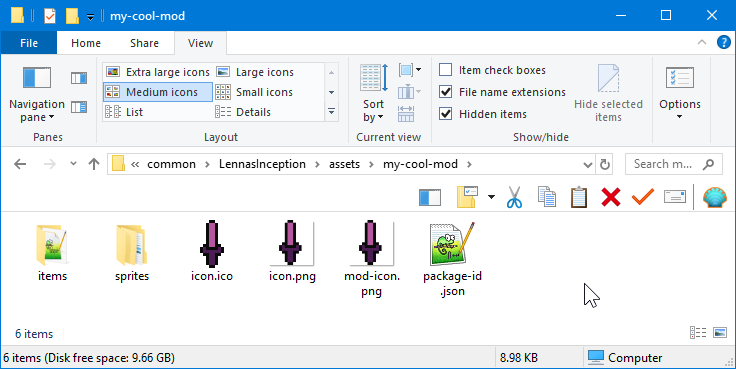 my-cool-mod
File Home Share View
Navigation pane
Extra large icons Large icons
Medium icons Small icons
List Details
Sort by
Item check boxes
File name extensions
Hidden items
Hide selected items
Options
Panes Layout Current view Show/hide
« common > LennasInception > assets > my-cool-mod >
Search m...
items
sprites
icon.ico
icon.png
mod-icon.
png
package-id
.json
6 items
6 items (Disk free space: 9.66 GB) 8.98 KB Computer